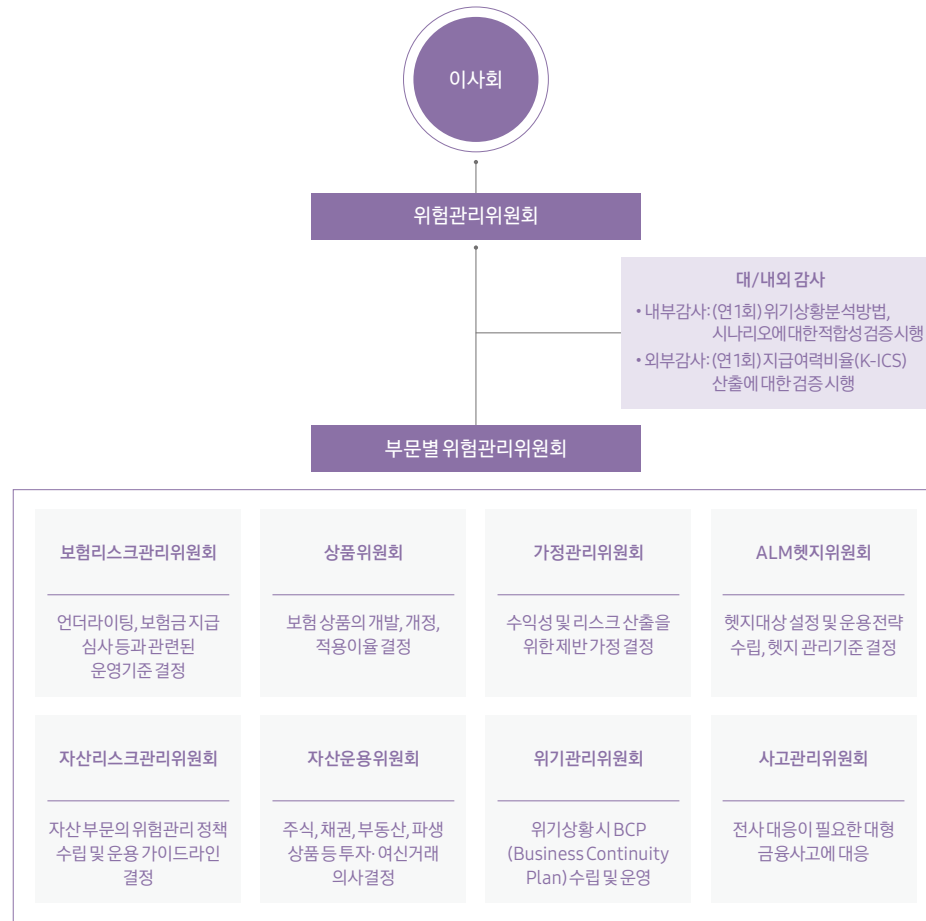 이사회
위험관리위원회
대/내외 감사
• 내부감사: (연 1회) 위기상황분석방법,
시나리오에 대한 적합성 검증 시행
• 외부감사: (연 1회) 지급여력비율(K-ICS)
산출에 대한 검증 시행
부문별 위험관리위원회
보험리스크관리위원회
언더라이팅, 보험금 지급
심사 등과 관련된
운영기준 결정
상품위원회
보험 상품의 개발, 개정,
적용이율 결정
가정관리위원회
수익성 및 리스크 산출을
위한 제반 가정 결정
ALM헷지위원회
헷지대상 설정 및 운용전략
수립, 헷지 관리기준 결정
자산리스크관리위원회
자산 부문의 위험관리 정책
수립 및 운용 가이드라인
결정
자산운용위원회
주식, 채권, 부동산, 파생
상품 등 투자·여신거래
의사결정
위기관리위원회
위기상황 시 BCP
(Business Continuity
Plan) 수립 및 운영
사고관리위원회
전사 대응이 필요한 대형
금융사고에 대응